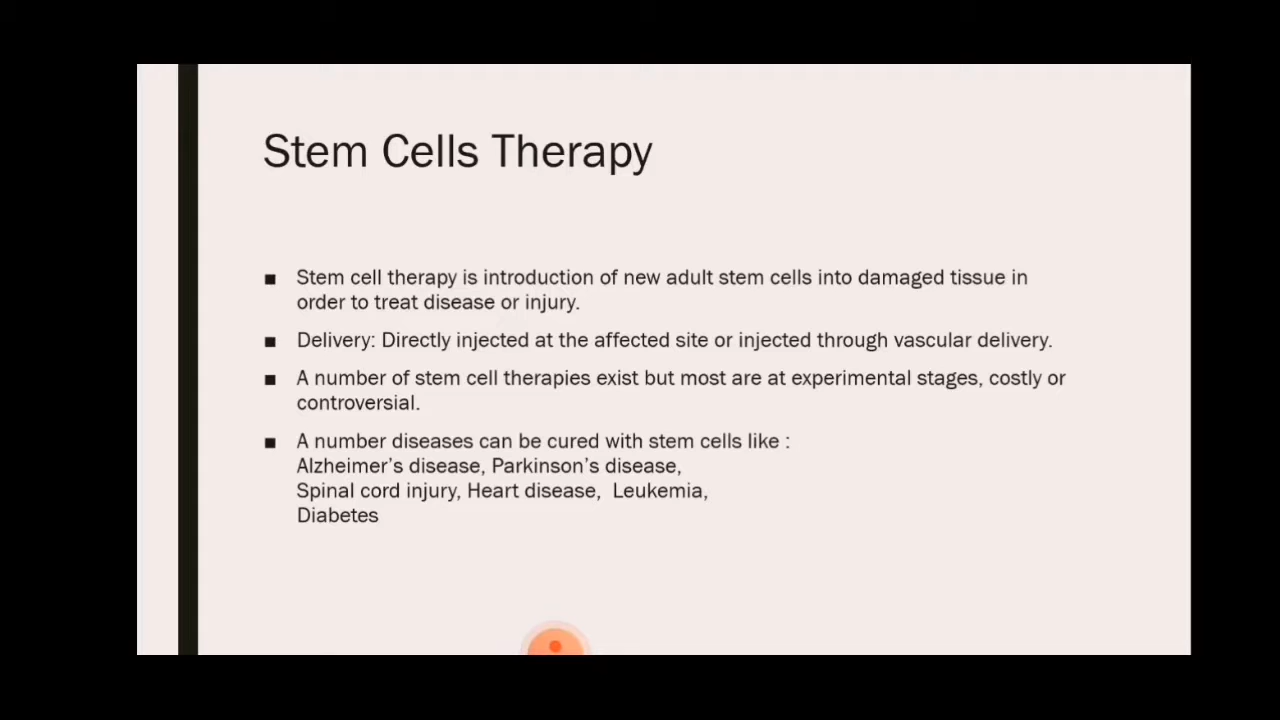 Stem Cells Therapy
■ Stem cell therapy is introduction of new adult stem cells into damaged tissue in
order to treat disease or injury.
■ Delivery: Directly injected at the affected site or injected through vascular delivery.
■ A number of stem cell therapies exist but most are at experimental stages, costly or
controversial.
■ A number diseases can be cured with stem cells like :
Alzheimer’s disease, Parkinson’s disease,
Spinal cord injury, Heart disease,  Leukemia,
Diabetes